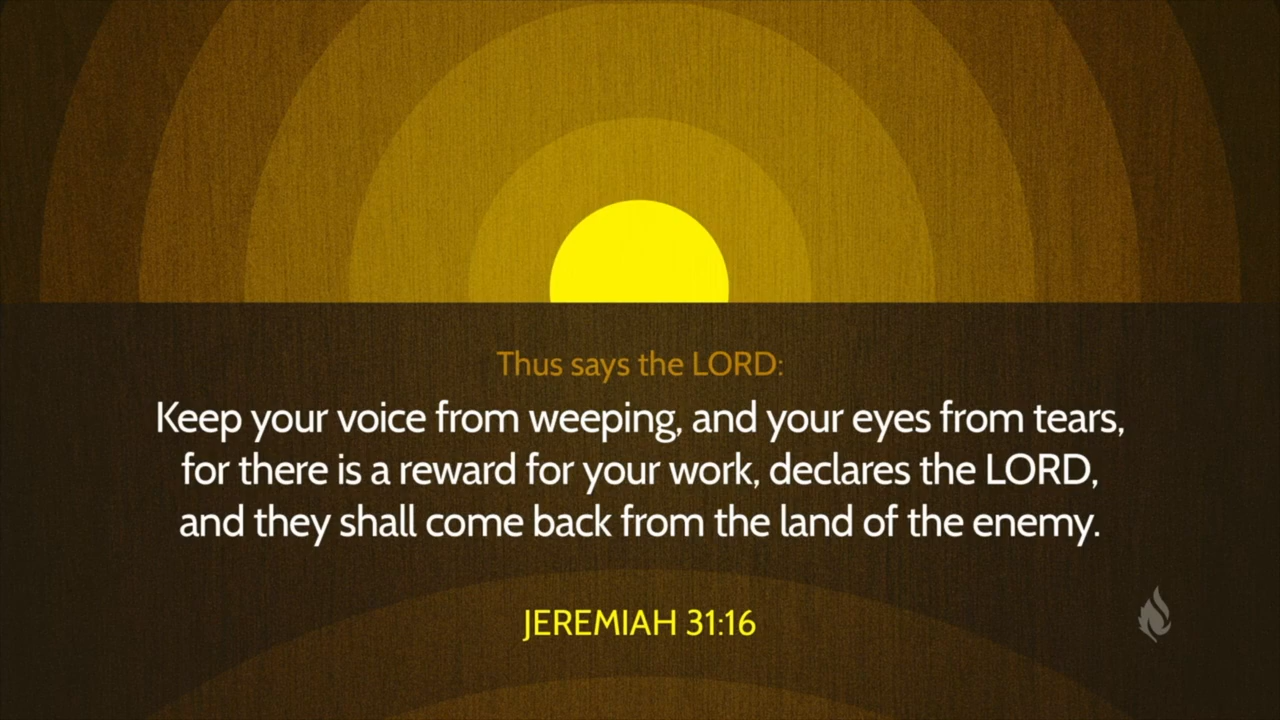 Thus says the LORD:
Keep your voice from weeping, and your eyes from tears,
for there is a reward for your work, declares the LORD,
and they shall come back from the land of the enemy.
JEREMIAH 31:16